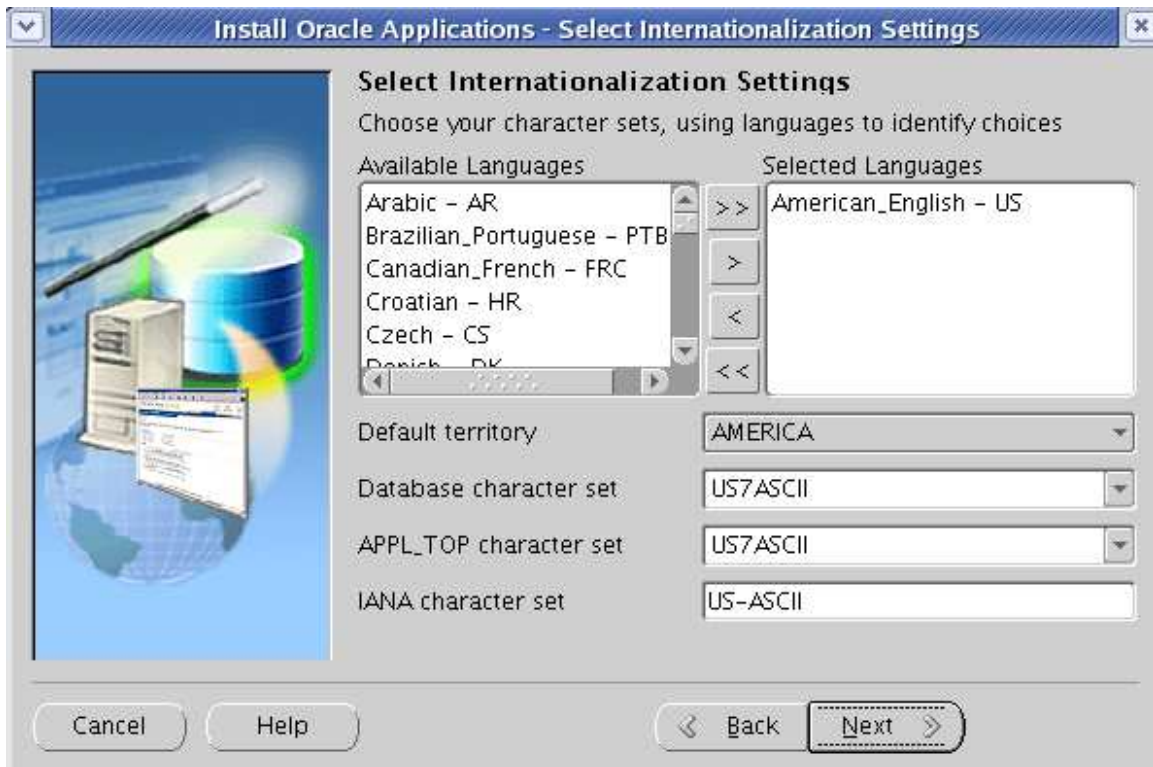 Install Oracle Applications - Select Internationalization Settings
Select Internationalization Settings
Choose your character sets, using languages to identify choices
Available Languages
Selected Languages
Arabic - AR
Brazilian_Portuguese - PTB
Canadian_French - FRC
Croatian - HR
Czech - CS
Danish - DK
>>
>
<
<<
American_English - US
Default territory
AMERICA
Database character set
US7ASCII
APPL_TOP character set
US7ASCII
IANA character set
US-ASCII
Cancel
Help
Back
Next